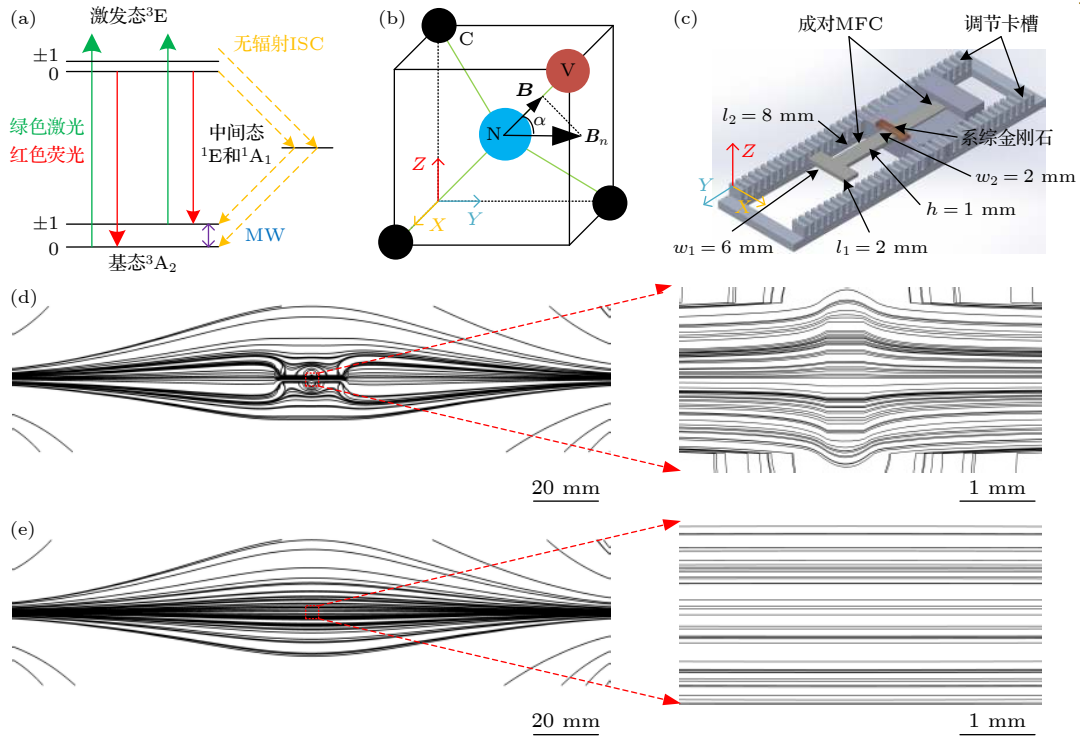 (a)
激发态³E
±1
0
无辐射ISC
绿色激光
红色荧光
中间态
¹E和¹A₁
±1
0
MW
基态³A₂
(b)
C
V
N
B
α
Bₙ
Z
X
Y
(c)
成对MFC
调节卡槽
l₂ = 8 mm
系综金刚石
Z
Y
X
w₂ = 2 mm
h = 1 mm
w₁ = 6 mm
l₁ = 2 mm
(d)
20 mm
1 mm
(e)
20 mm
1 mm